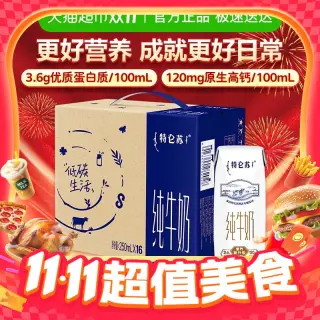 天猫超市双11 官方正品 极速送达
更好营养 成就更好日常
3.6g优质蛋白质/100mL
120mg原生高钙/100mL
低碳
生活
特仑苏
纯牛奶
250mL×16
特仑苏
纯牛奶
11.11超值美食